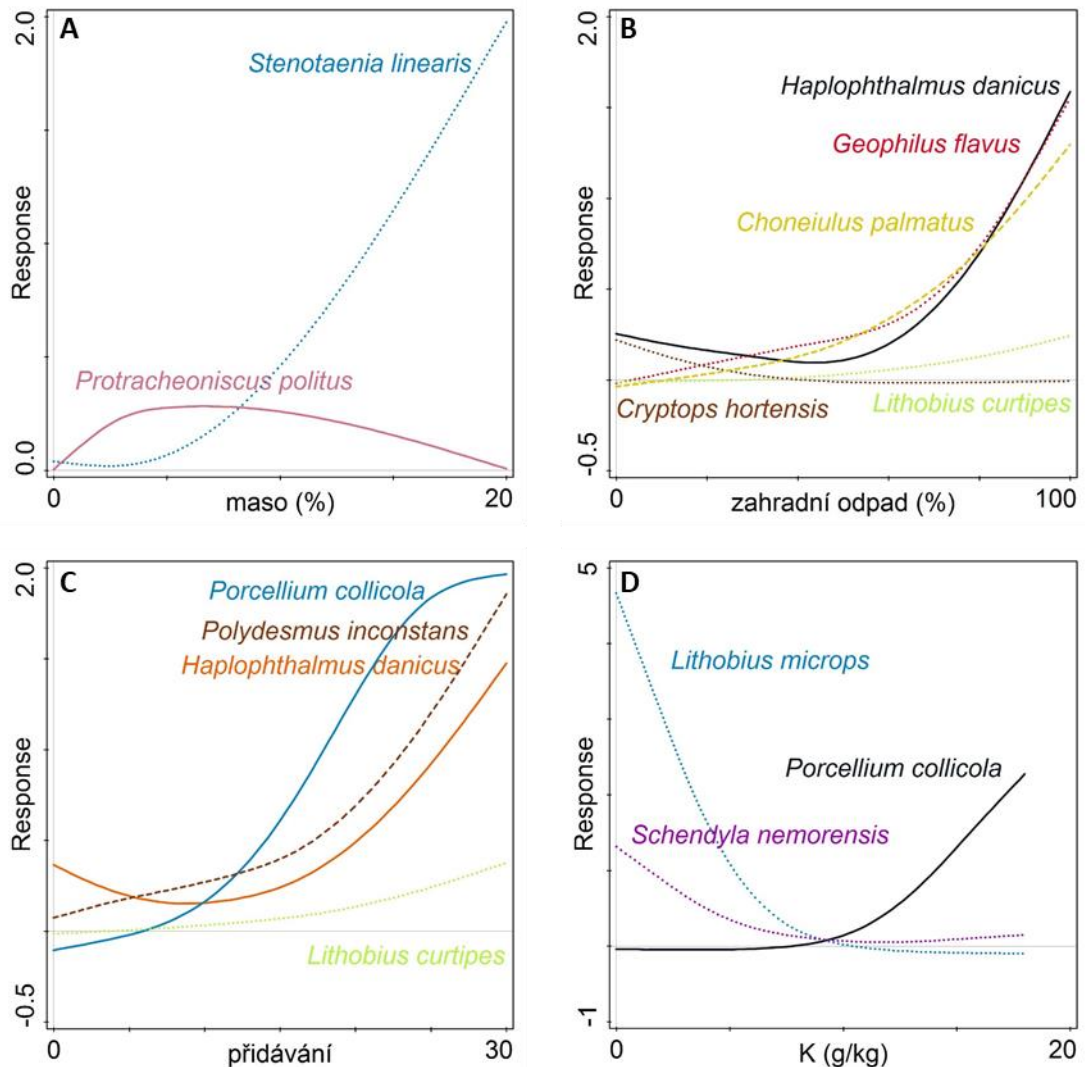 A
2.0
Stenotaenia linearis
Response
Protracheoniscus politus
0.0
0
maso (%)
20
B
2.0
Haplophthalmus danicus
Geophilus flavus
Choneiulus palmatus
Response
Cryptops hortensis
Lithobius curtipes
-0.5
0
zahradní odpad (%)
100
C
2.0
Porcellium collicola
Polydesmus inconstans
Haplophthalmus danicus
Response
Lithobius curtipes
-0.5
0
přidávání
30
D
5
Lithobius microps
Porcellium collicola
Schendyla nemorensis
Response
-1
0
K (g/kg)
20